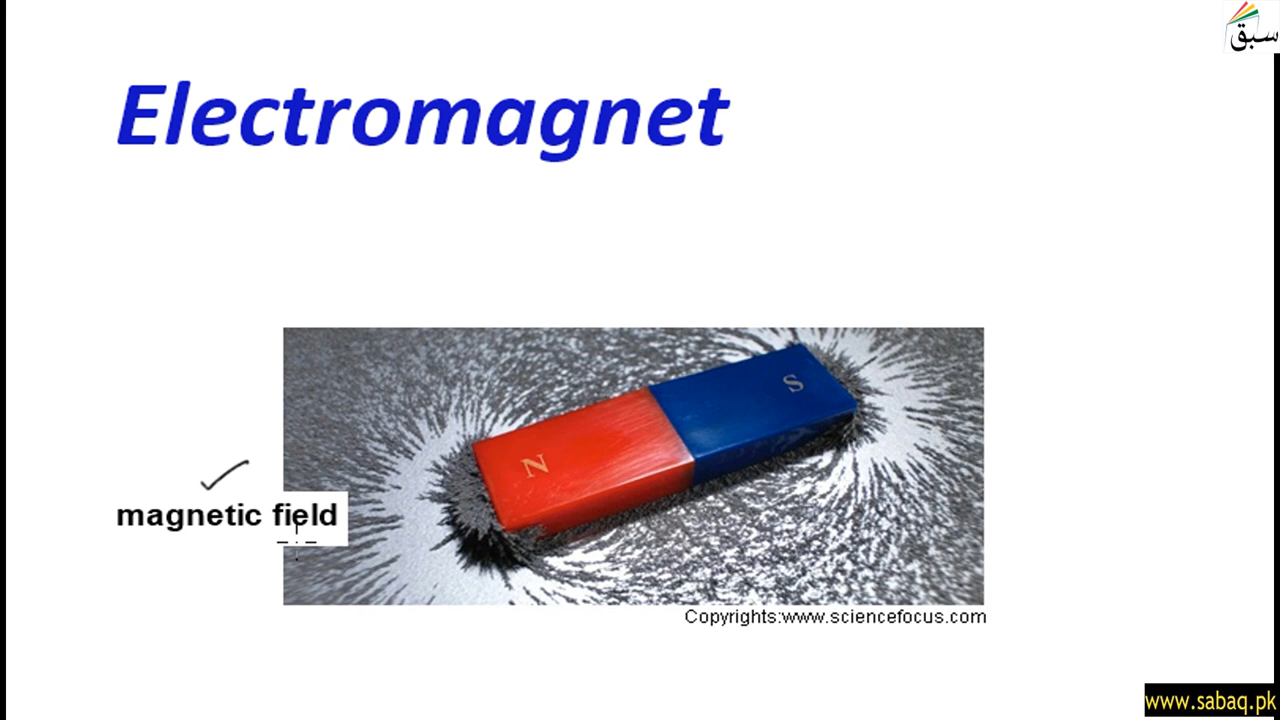 سبق
Electromagnet
N
S
magnetic field
Copyrights:www.sciencefocus.com
www.sabaq.pk